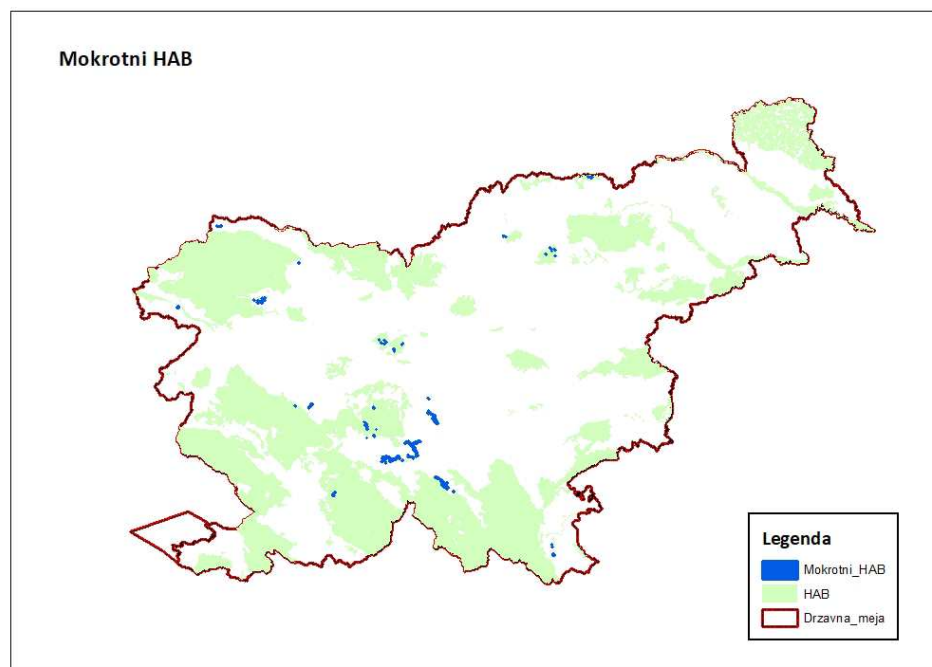 Mokrotni HAB
Legenda
Mokrotni_HAB
HAB
Drzavna_meja